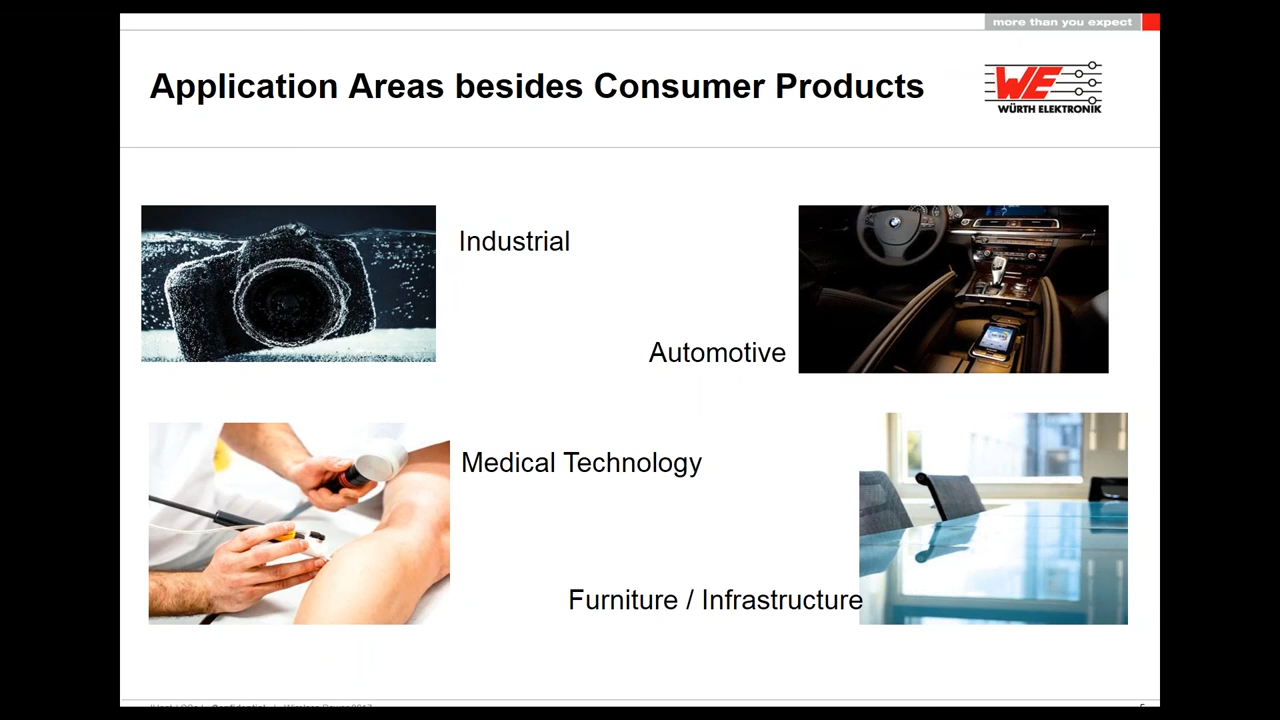 more than you expect
Application Areas besides Consumer Products
WE
WÜRTH ELEKTRONIK
Industrial
Automotive
Medical Technology
Furniture / Infrastructure